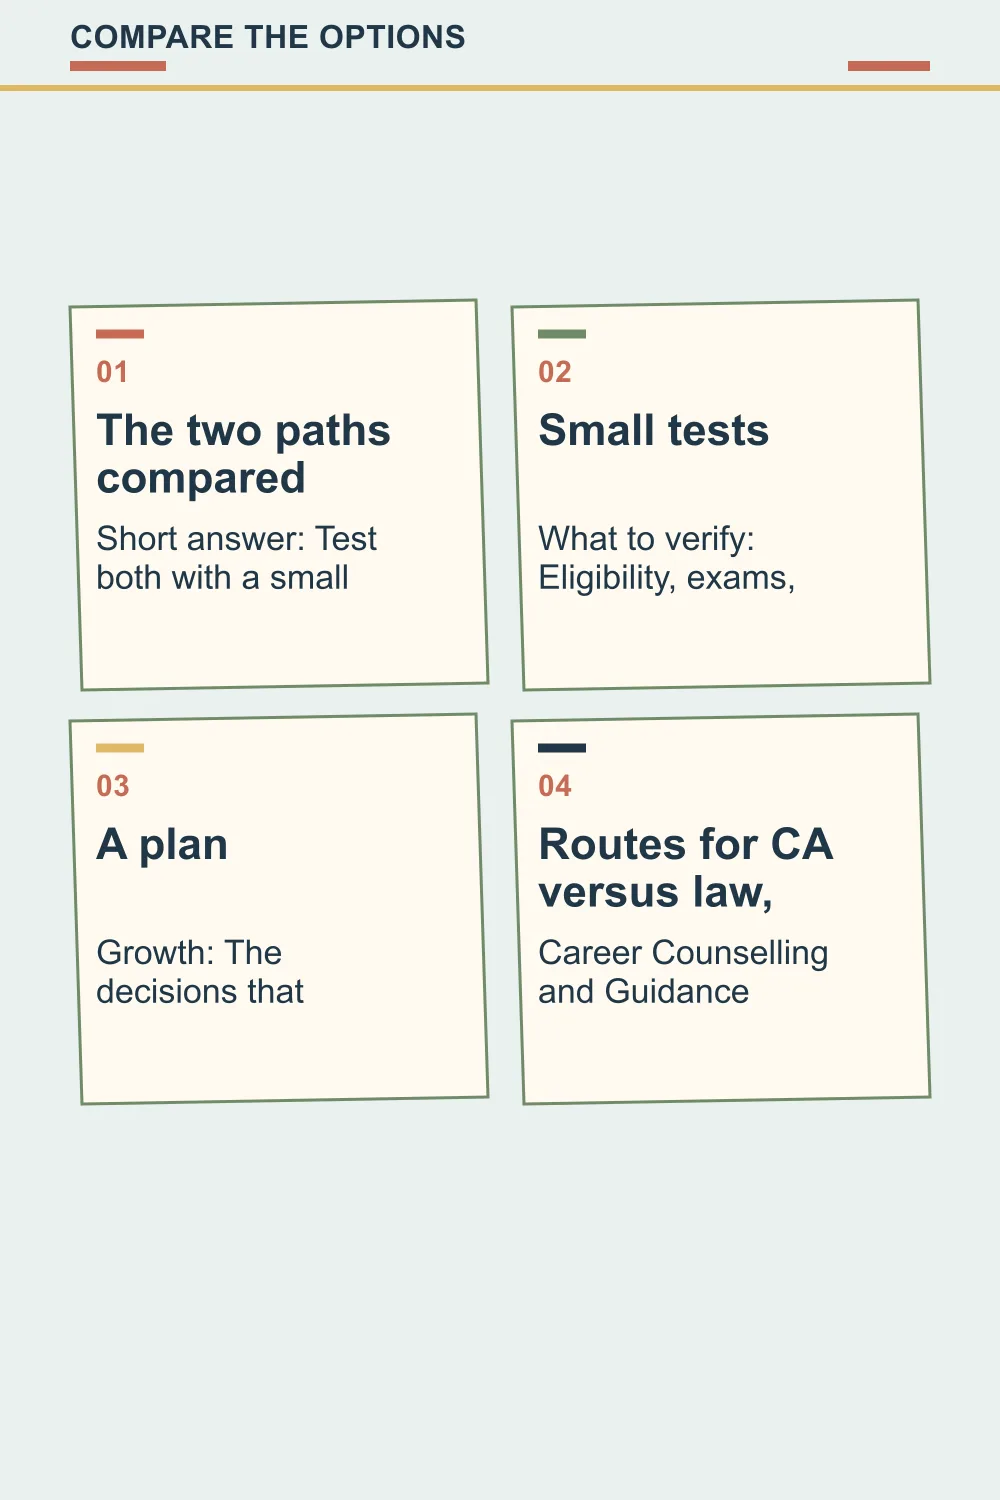 COMPARE THE OPTIONS
01
The two paths
compared
Short answer: Test
both with a small
02
Small tests
What to verify:
Eligibility, exams,
03
A plan
Growth: The
decisions that
04
Routes for CA
versus law,
Career Counselling
and Guidance